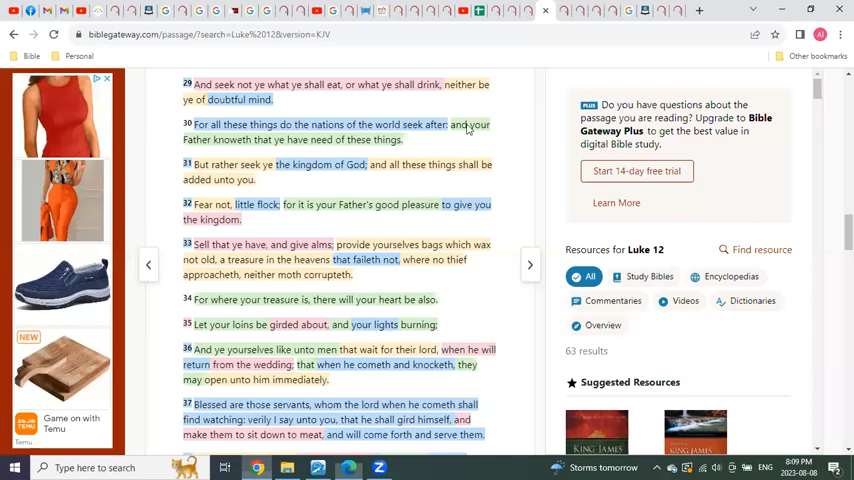 biblegateway.com/passage/?search=Luke%2012&version=KJV
AI
Bible
Personal
Other bookmarks
29 And seek not ye what ye shall eat, or what ye shall drink, neither be
ye of doubtful mind.
30 For all these things do the nations of the world seek after: and your
Father knoweth that ye have need of these things.
31 But rather seek ye the kingdom of God; and all these things shall be
added unto you.
32 Fear not, little flock; for it is your Father's good pleasure to give you
the kingdom.
33 Sell that ye have, and give alms; provide yourselves bags which wax
not old, a treasure in the heavens that faileth not, where no thief
approacheth, neither moth corrupteth.
34 For where your treasure is, there will your heart be also.
35 Let your loins be girded about, and your lights burning;
36 And ye yourselves like unto men that wait for their lord, when he will
return from the wedding; that when he cometh and knocketh, they
may open unto him immediately.
37 Blessed are those servants, whom the lord when he cometh shall
find watching: verily I say unto you, that he shall gird himself, and
make them to sit down to meat, and will come forth and serve them.
NEW
Game on with
Temu
Temu
PLUS Do you have questions about the
passage you are reading? Upgrade to Bible
Gateway Plus to get the best value in
digital Bible study.
Start 14-day free trial
Learn More
Resources for Luke 12
Find resource
All
Study Bibles
Encyclopedias
Commentaries
Videos
Dictionaries
Overview
63 results
Suggested Resources
KING JAMES
KING JAMES
Type here to search
Storms tomorrow
ENG
8:09 PM
2023-08-08
2